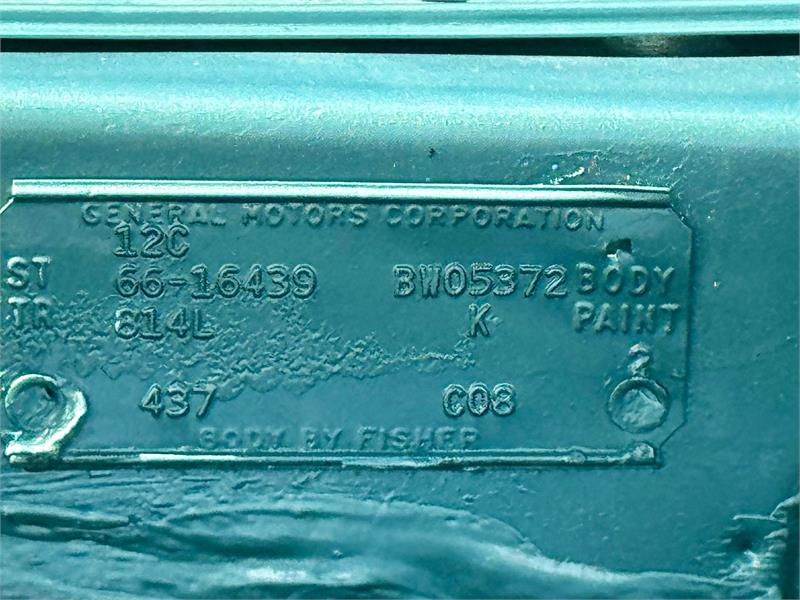 GENERAL MOTORS CORPORATION
12C
ST 66-16439 BW05372 BODY
TR 814L K PAINT
2
437 C08
BODY BY FISHER